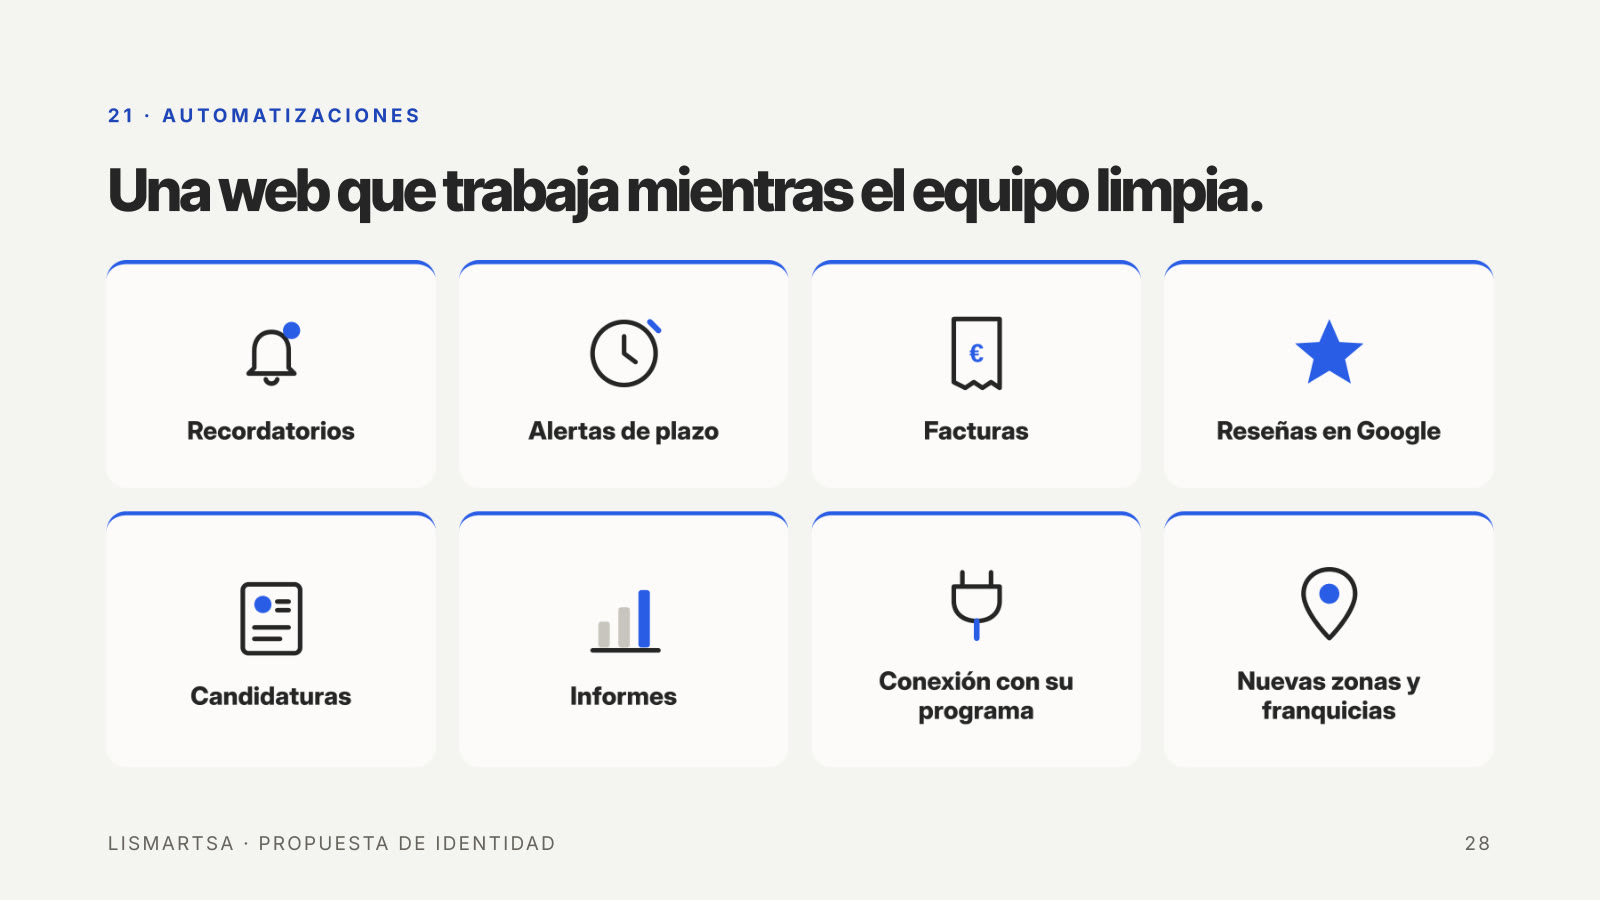 21 · AUTOMATIZACIONES
Una web que trabaja mientras el equipo limpia.
Recordatorios
Alertas de plazo
€
Facturas
Reseñas en Google
Candidaturas
Informes
Conexión con su
programa
Nuevas zonas y
franquicias
LISMARTSA · PROPUESTA DE IDENTIDAD
28